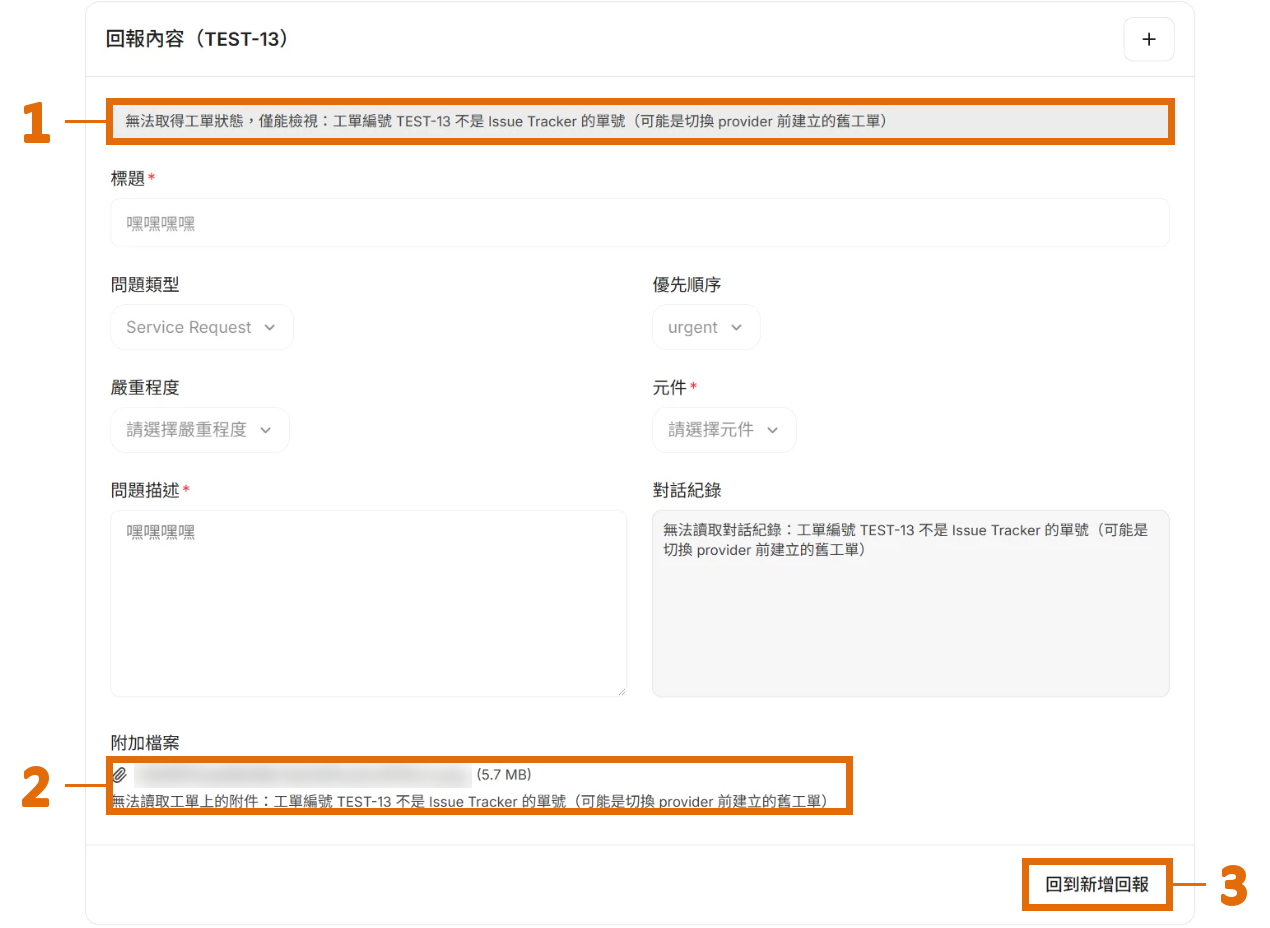 回報內容（TEST-13）
+
1
無法取得工單狀態，僅能檢視：工單編號 TEST-13 不是 Issue Tracker 的單號（可能是切換 provider 前建立的舊工單）
標題*
嘿嘿嘿嘿
問題類型
優先順序
Service Request
urgent
嚴重程度
元件*
請選擇嚴重程度
請選擇元件
問題描述*
對話紀錄
嘿嘿嘿嘿
無法讀取對話紀錄：工單編號 TEST-13 不是 Issue Tracker 的單號（可能是
切換 provider 前建立的舊工單）
附加檔案
2
(5.7 MB)
無法讀取工單上的附件：工單編號 TEST-13 不是 Issue Tracker 的單號（可能是切換 provider 前建立的舊工單）
回到新增回報
3